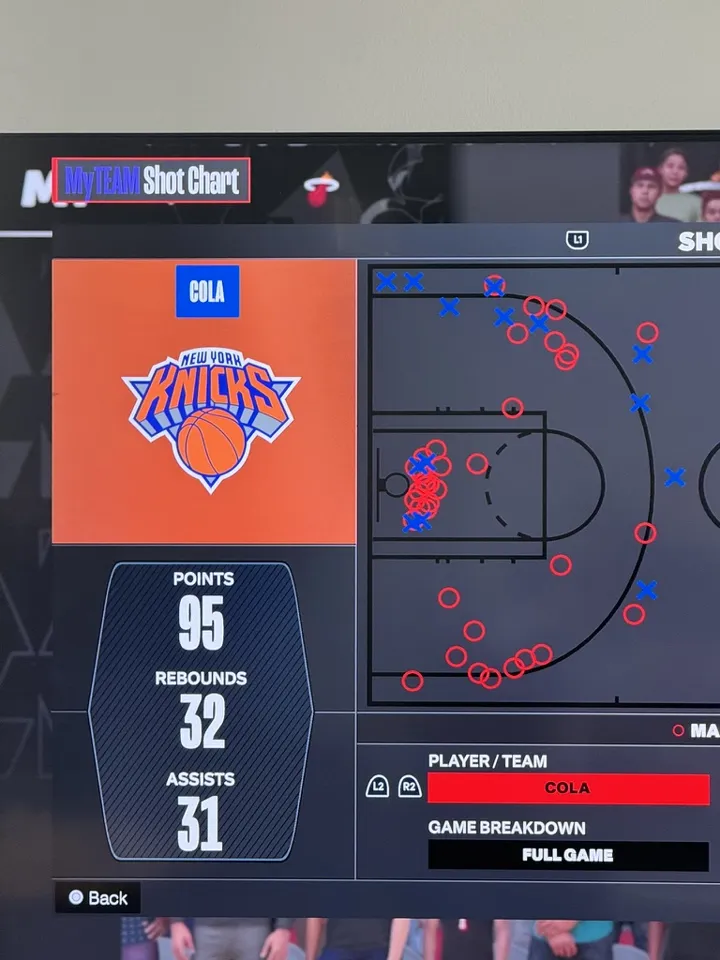 MyTEAM Shot Chart
L1
COLA
NEW YORK
KNICKS
POINTS
95
REBOUNDS
32
ASSISTS
31
PLAYER / TEAM
L2
R2
COLA
GAME BREAKDOWN
FULL GAME
Back